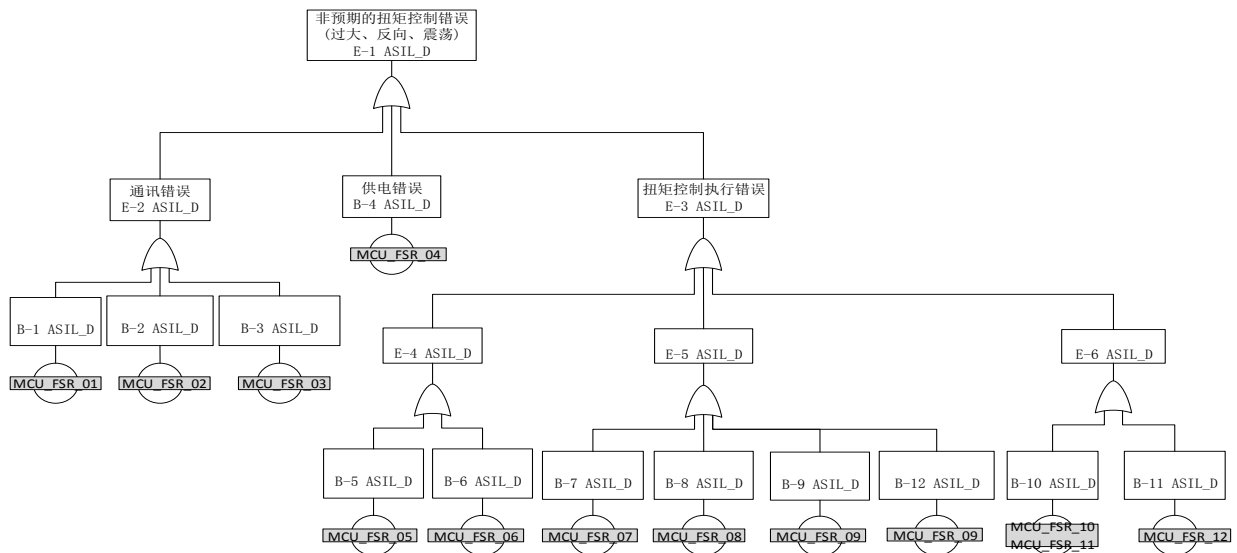 非预期的扭矩控制错误
(过大、反向、震荡)
E-1 ASIL_D
通讯错误
E-2 ASIL_D
供电错误
B-4 ASIL_D
扭矩控制执行错误
E-3 ASIL_D
MCU_FSR_04
B-1 ASIL_D
B-2 ASIL_D
B-3 ASIL_D
E-4 ASIL_D
E-5 ASIL_D
E-6 ASIL_D
MCU_FSR_01
MCU_FSR_02
MCU_FSR_03
B-5 ASIL_D
B-6 ASIL_D
B-7 ASIL_D
B-8 ASIL_D
B-9 ASIL_D
B-12 ASIL_D
B-10 ASIL_D
B-11 ASIL_D
MCU_FSR_05
MCU_FSR_06
MCU_FSR_07
MCU_FSR_08
MCU_FSR_09
MCU_FSR_09
MCU_FSR_10
MCU_FSR_11
MCU_FSR_12